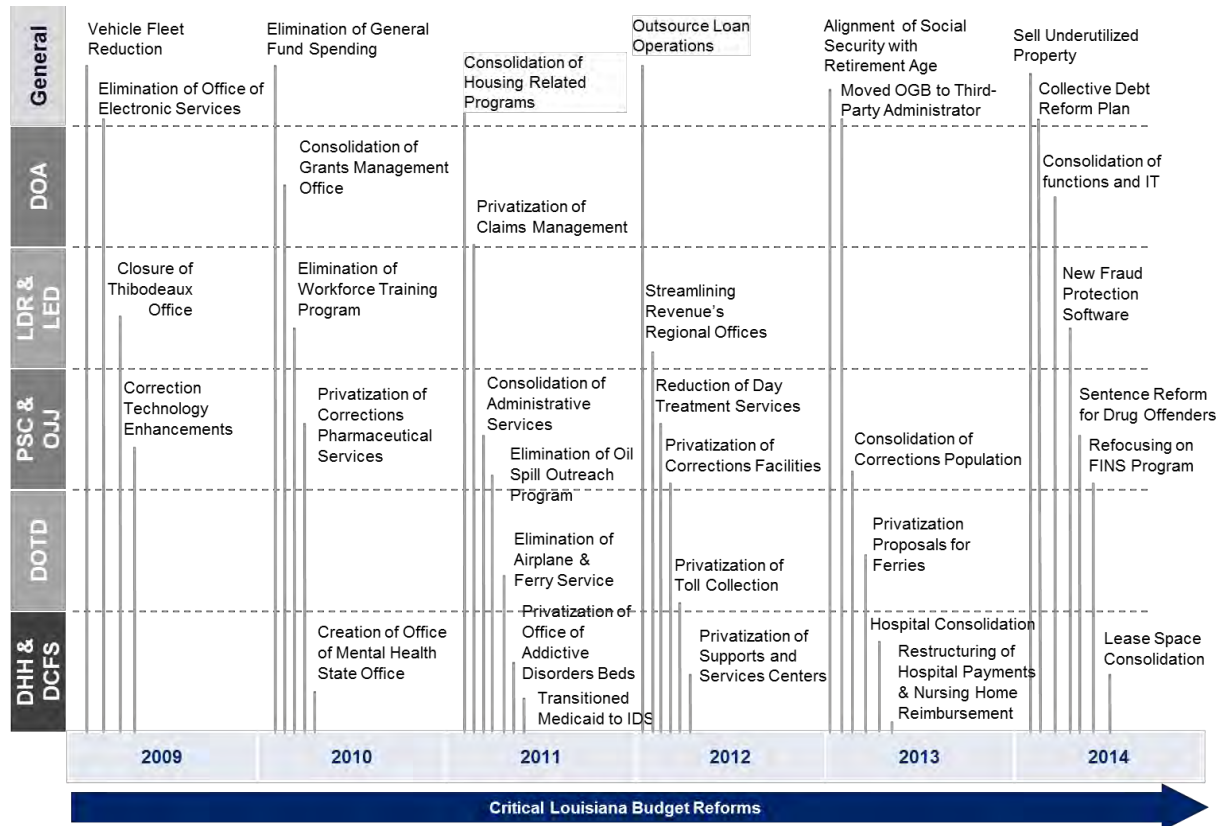 General
Vehicle Fleet
Reduction
Elimination of Office of
Electronic Services
Elimination of General
Fund Spending
Consolidation of
Housing Related
Programs
Outsource Loan
Operations
Alignment of Social
Security with
Retirement Age
Moved OGB to Third-
Party Administrator
Sell Underutilized
Property
Collective Debt
Reform Plan
DOA
Consolidation of
Grants Management
Office
Privatization of
Claims Management
Consolidation of
functions and IT
LDR &
LED
Closure of
Thibodeaux
Office
Elimination of
Workforce Training
Program
Streamlining
Revenue's
Regional Offices
New Fraud
Protection
Software
PSC &
OJJ
Correction
Technology
Enhancements
Privatization of
Corrections
Pharmaceutical
Services
Consolidation of
Administrative
Services
Elimination of Oil
Spill Outreach
Program
Reduction of Day
Treatment Services
Privatization of
Corrections Facilities
Consolidation of
Corrections Population
Sentence Reform
for Drug Offenders
Refocusing on
FINS Program
DOTD
Elimination of
Airplane &
Ferry Service
Privatization of
Toll Collection
Privatization
Proposals for
Ferries
DHH &
DCFS
Creation of Office
of Mental Health
State Office
Privatization of
Office of
Addictive
Disorders Beds
Transitioned
Medicaid to IDS
Privatization of
Supports and
Services Centers
Hospital Consolidation
Restructuring of
Hospital Payments
& Nursing Home
Reimbursement
Lease Space
Consolidation
2009
2010
2011
2012
2013
2014
Critical Louisiana Budget Reforms